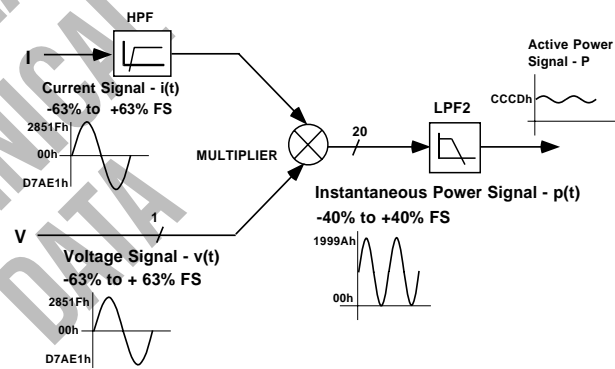 HPF
I
Current Signal - i(t)
-63% to +63% FS
2851Fh
00h
D7AE1h
MULTIPLIER
V
1
Voltage Signal - v(t)
-63% to + 63% FS
2851Fh
00h
D7AE1h
20
LPF2
Active Power
Signal - P
CCCDh
Instantaneous Power Signal - p(t)
-40% to +40% FS
1999Ah
00h
DATA